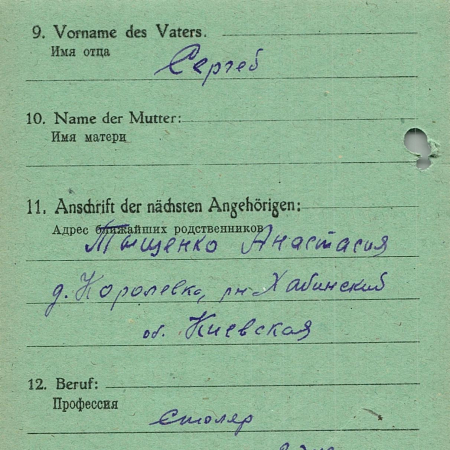 9. Vorname des Vaters.
Имя отца
Сергей
10. Name der Mutter:
Имя матери
11. Anschrift der nächsten Angehörigen:
Адрес ближайших родственников
Тыщенко Анастасия
д. Королевка, рн Хабинский
об. Киевская
12. Beruf:
Профессия
столяр